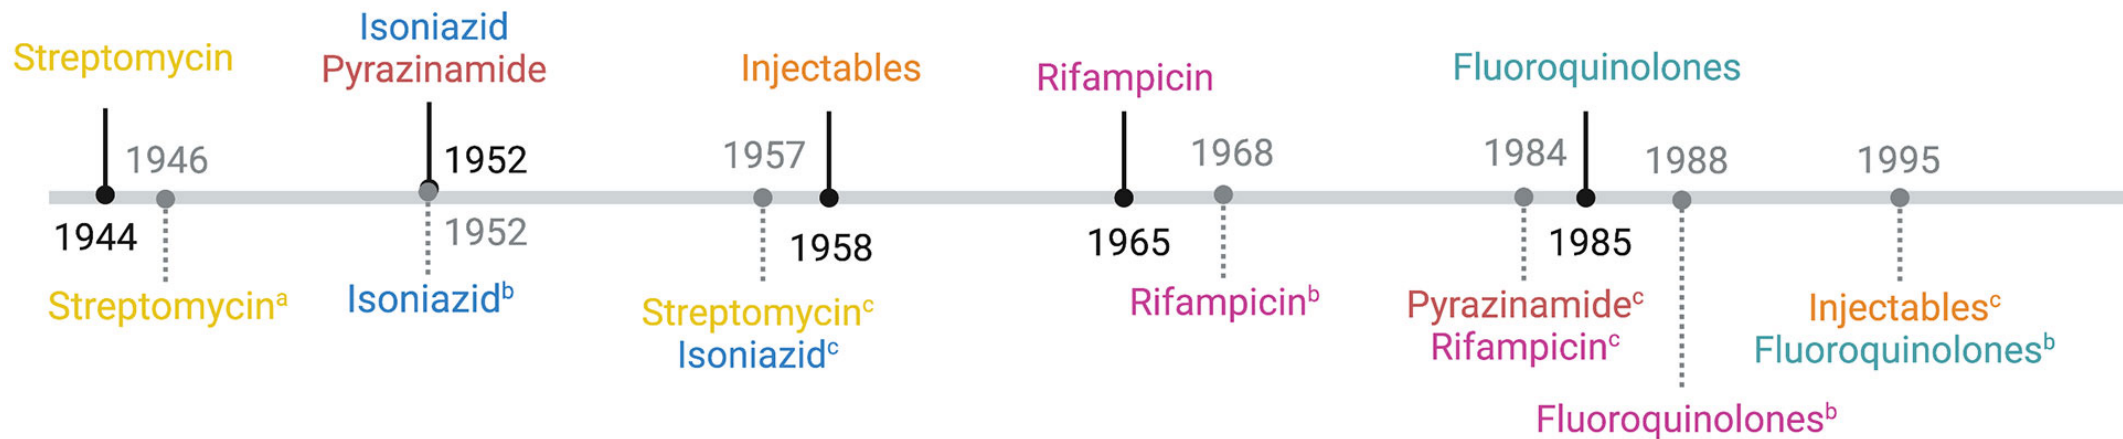 Streptomycin
Isoniazid
Pyrazinamide
Injectables
Rifampicin
Fluoroquinolones
1946
1952
1957
1968
1984
1988
1995
1944
1952
1958
1965
1985
Streptomycinᵃ
Isoniazidᵇ
Streptomycinᶜ
Isoniazidᶜ
Rifampicinᵇ
Pyrazinamideᶜ
Rifampicinᶜ
Injectablesᶜ
Fluoroquinolonesᵇ
Fluoroquinolonesᵇ